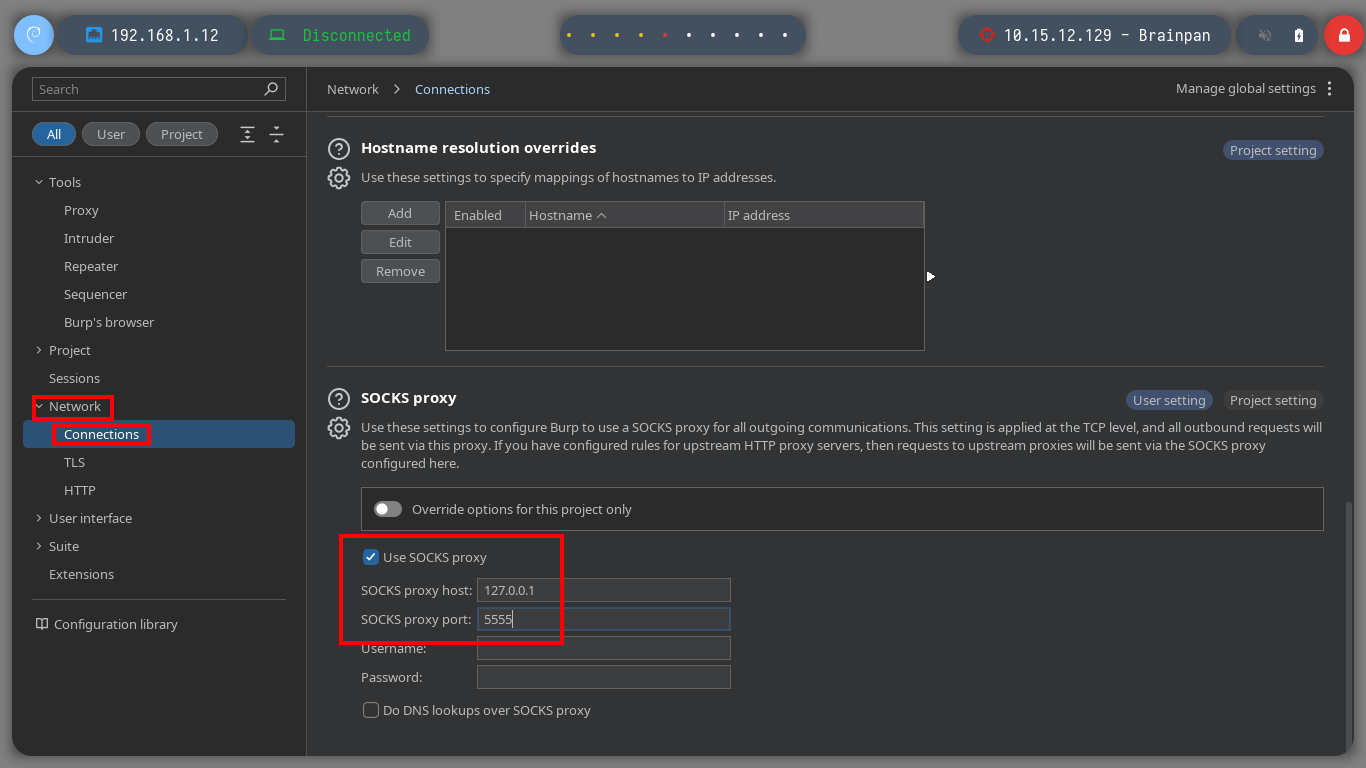 192.168.1.12
Disconnected
10.15.12.129 - Brainpan
Search
All User Project
Tools
Proxy
Intruder
Repeater
Sequencer
Burp's browser
Project
Sessions
Network
Connections
TLS
HTTP
User interface
Suite
Extensions
Configuration library
Network > Connections
Manage global settings
Hostname resolution overrides
Project setting
Use these settings to specify mappings of hostnames to IP addresses.
Add
Edit
Remove
Enabled Hostname IP address
SOCKS proxy
User setting Project setting
Use these settings to configure Burp to use a SOCKS proxy for all outgoing communications. This setting is applied at the TCP level, and all outbound requests will
be sent via this proxy. If you have configured rules for upstream HTTP proxy servers, then requests to upstream proxies will be sent via the SOCKS proxy
configured here.
Override options for this project only
Use SOCKS proxy
SOCKS proxy host: 127.0.0.1
SOCKS proxy port: 5555
Username:
Password:
Do DNS lookups over SOCKS proxy